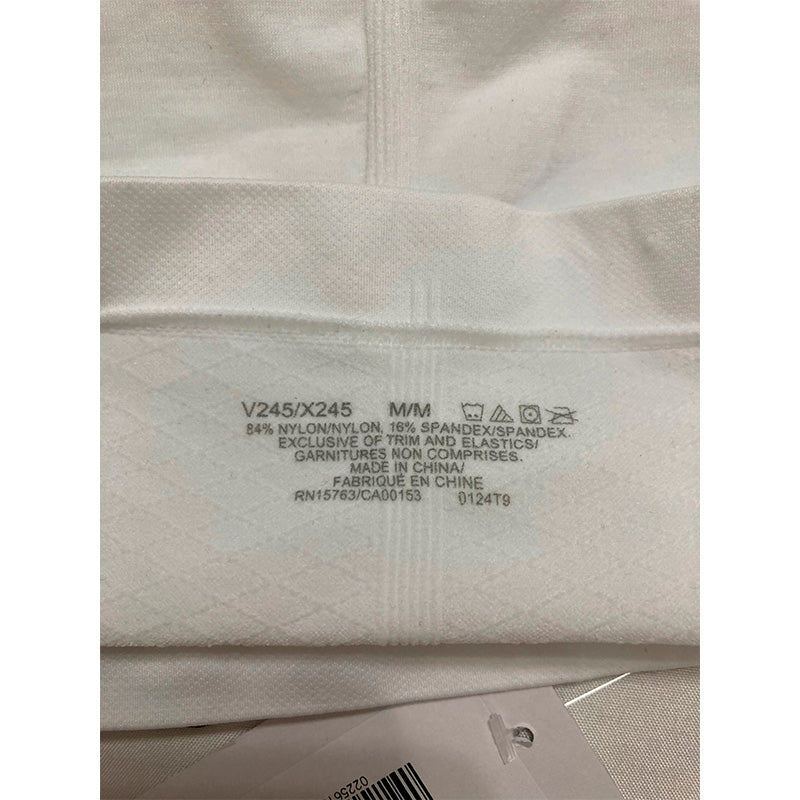 V245/X245 M/M
84% NYLON/NYLON, 16% SPANDEX/SPANDEX.
EXCLUSIVE OF TRIM AND ELASTICS/
GARNITURES NON COMPRISES.
MADE IN CHINA/
FABRIQUÉ EN CHINE
RN15763/CA00153 0124T9